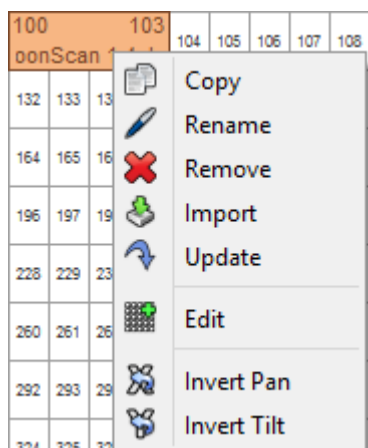 100 103 104 105 106 107 108
oonScan
132 133
164 165
196 197
228 229
260 261
292 293
Copy
Rename
Remove
Import
Update
Edit
Invert Pan
Invert Tilt